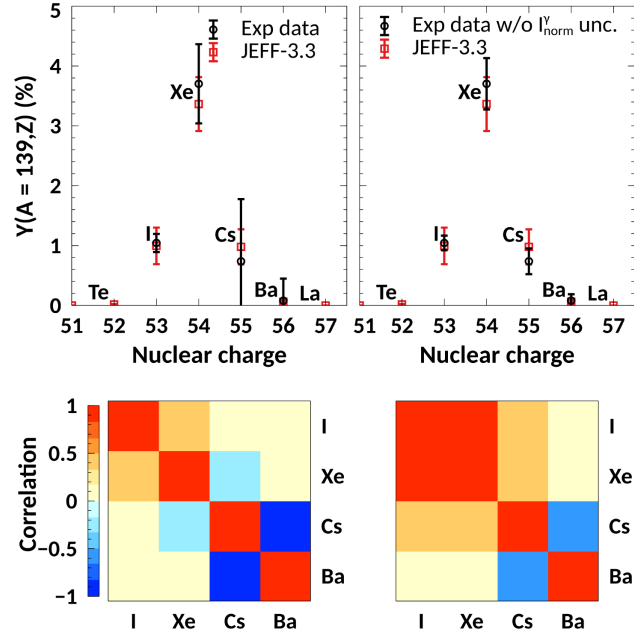 Exp data
JEFF-3.3
Exp data w/o I^γ_norm unc.
JEFF-3.3
Y(A = 139,Z) (%)
5
4
3
2
1
0
Xe
I
Cs
Te
Ba
La
Xe
I
Cs
Ba
La
51 52 53 54 55 56 57
51 52 53 54 55 56 57
Nuclear charge
Nuclear charge
Correlation
1
0.5
0
−0.5
−1
I
Xe
Cs
Ba
I
Xe
Cs
Ba
I Xe Cs Ba
I Xe Cs Ba